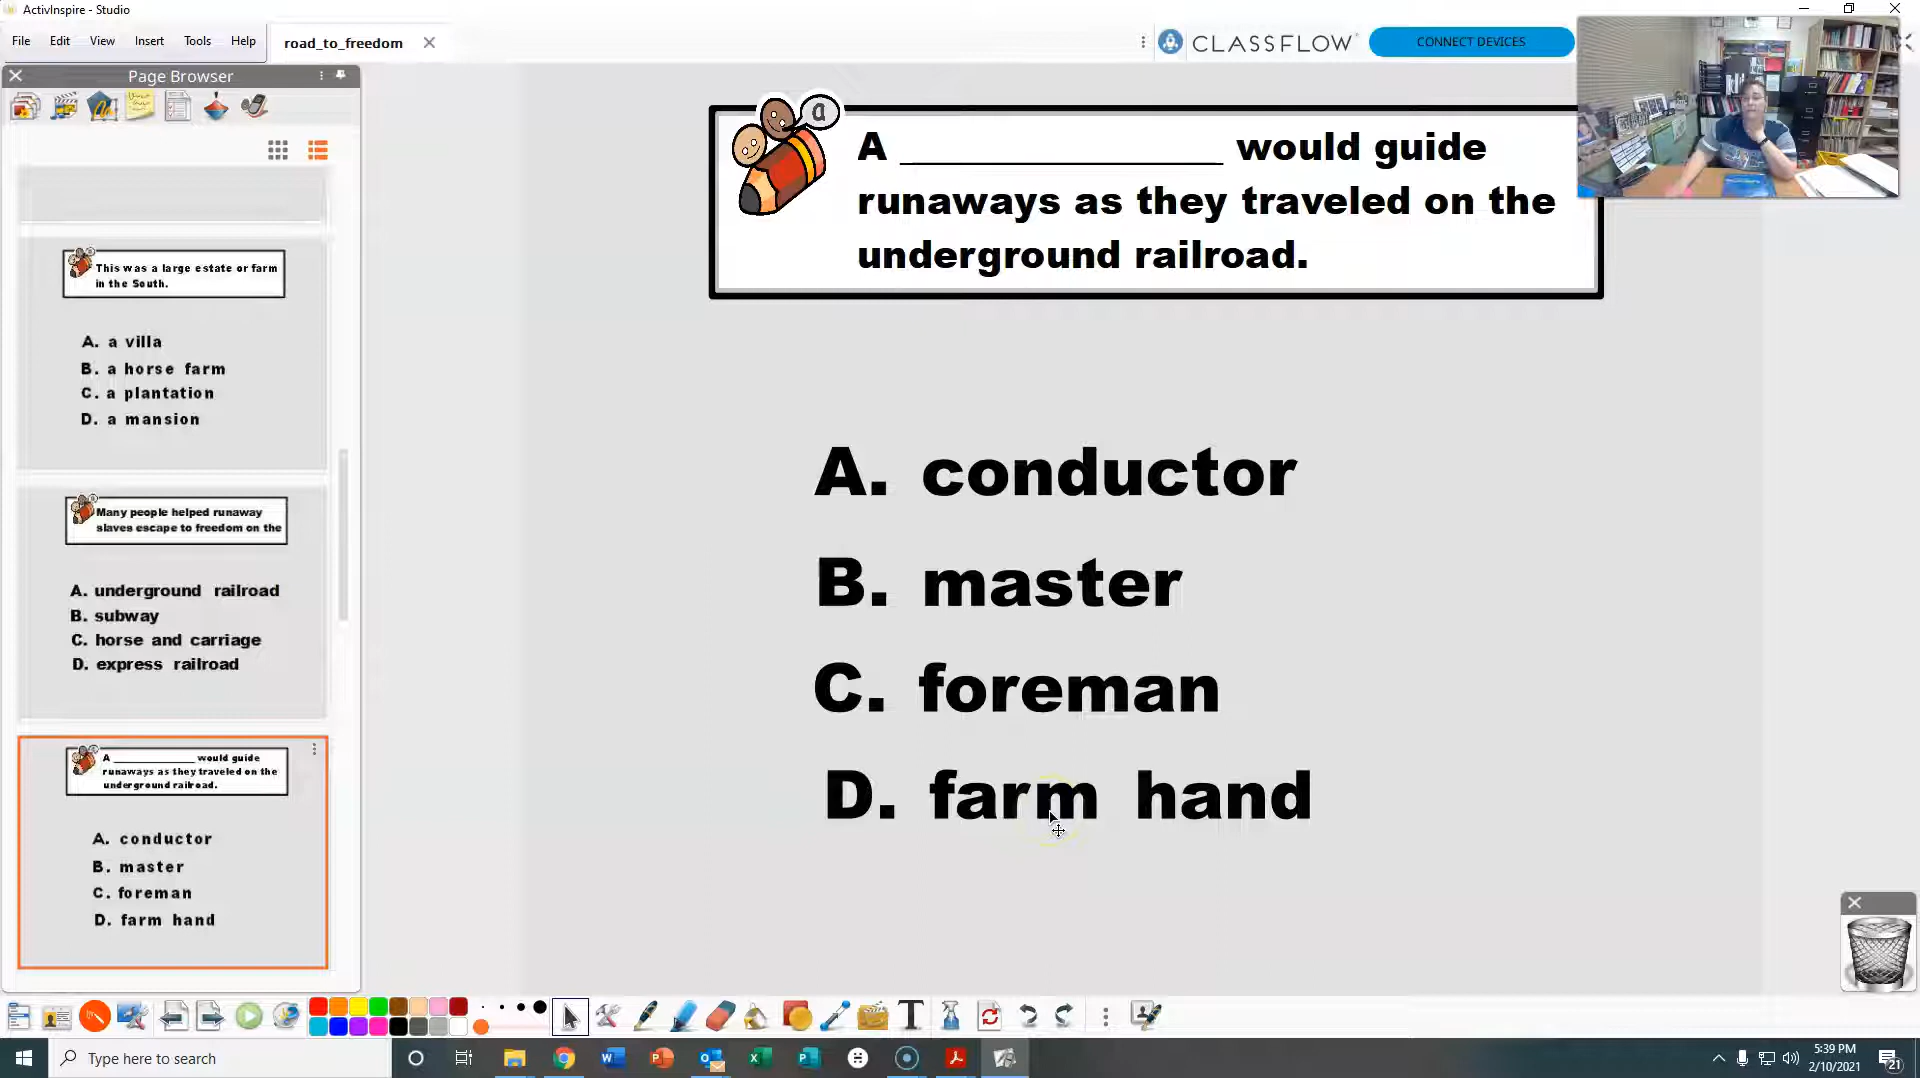 ActivInspire - Studio
File Edit View Insert Tools Help
road_to_freedom
CLASSFLOW
CONNECT DEVICES
Page Browser
This was a large estate or farm
in the South.
A. a villa
B. a horse farm
C. a plantation
D. a mansion
Many people helped runaway
slaves escape to freedom on the
A. underground railroad
B. subway
C. horse and carriage
D. express railroad
A ______________ would guide
runaways as they traveled on the
underground railroad.
A. conductor
B. master
C. foreman
D. farm hand
a
A ______________ would guide
runaways as they traveled on the
underground railroad.
A. conductor
B. master
C. foreman
D. farm hand
T
Type here to search
5:39 PM
2/10/2021
21